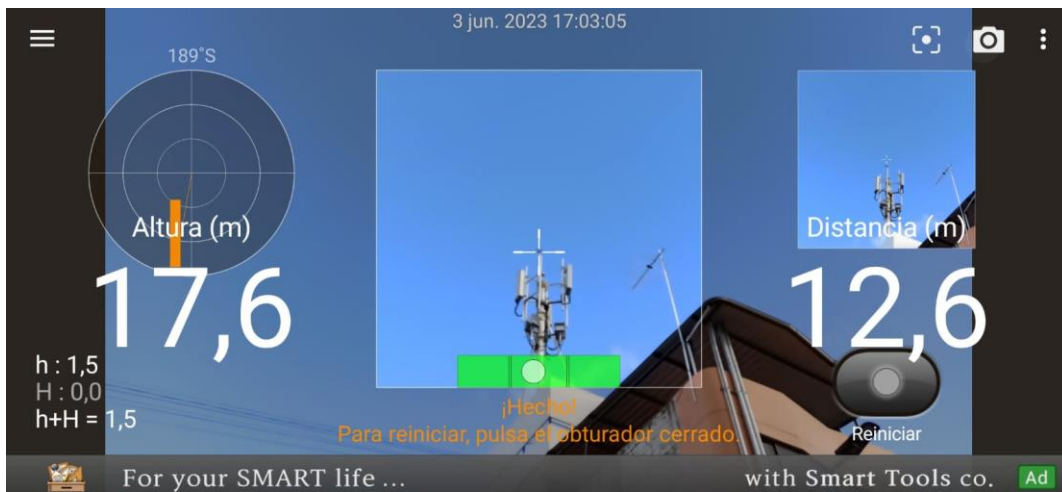 3 jun. 2023 17:03:05
189°S
Altura (m)
17,6
Distancia (m)
12,6
h : 1,5
H : 0,0
h+H = 1,5
¡Hecho!
Para reiniciar, pulsa el obturador cerrado.
Reiniciar
For your SMART life ...
with Smart Tools co.
Ad